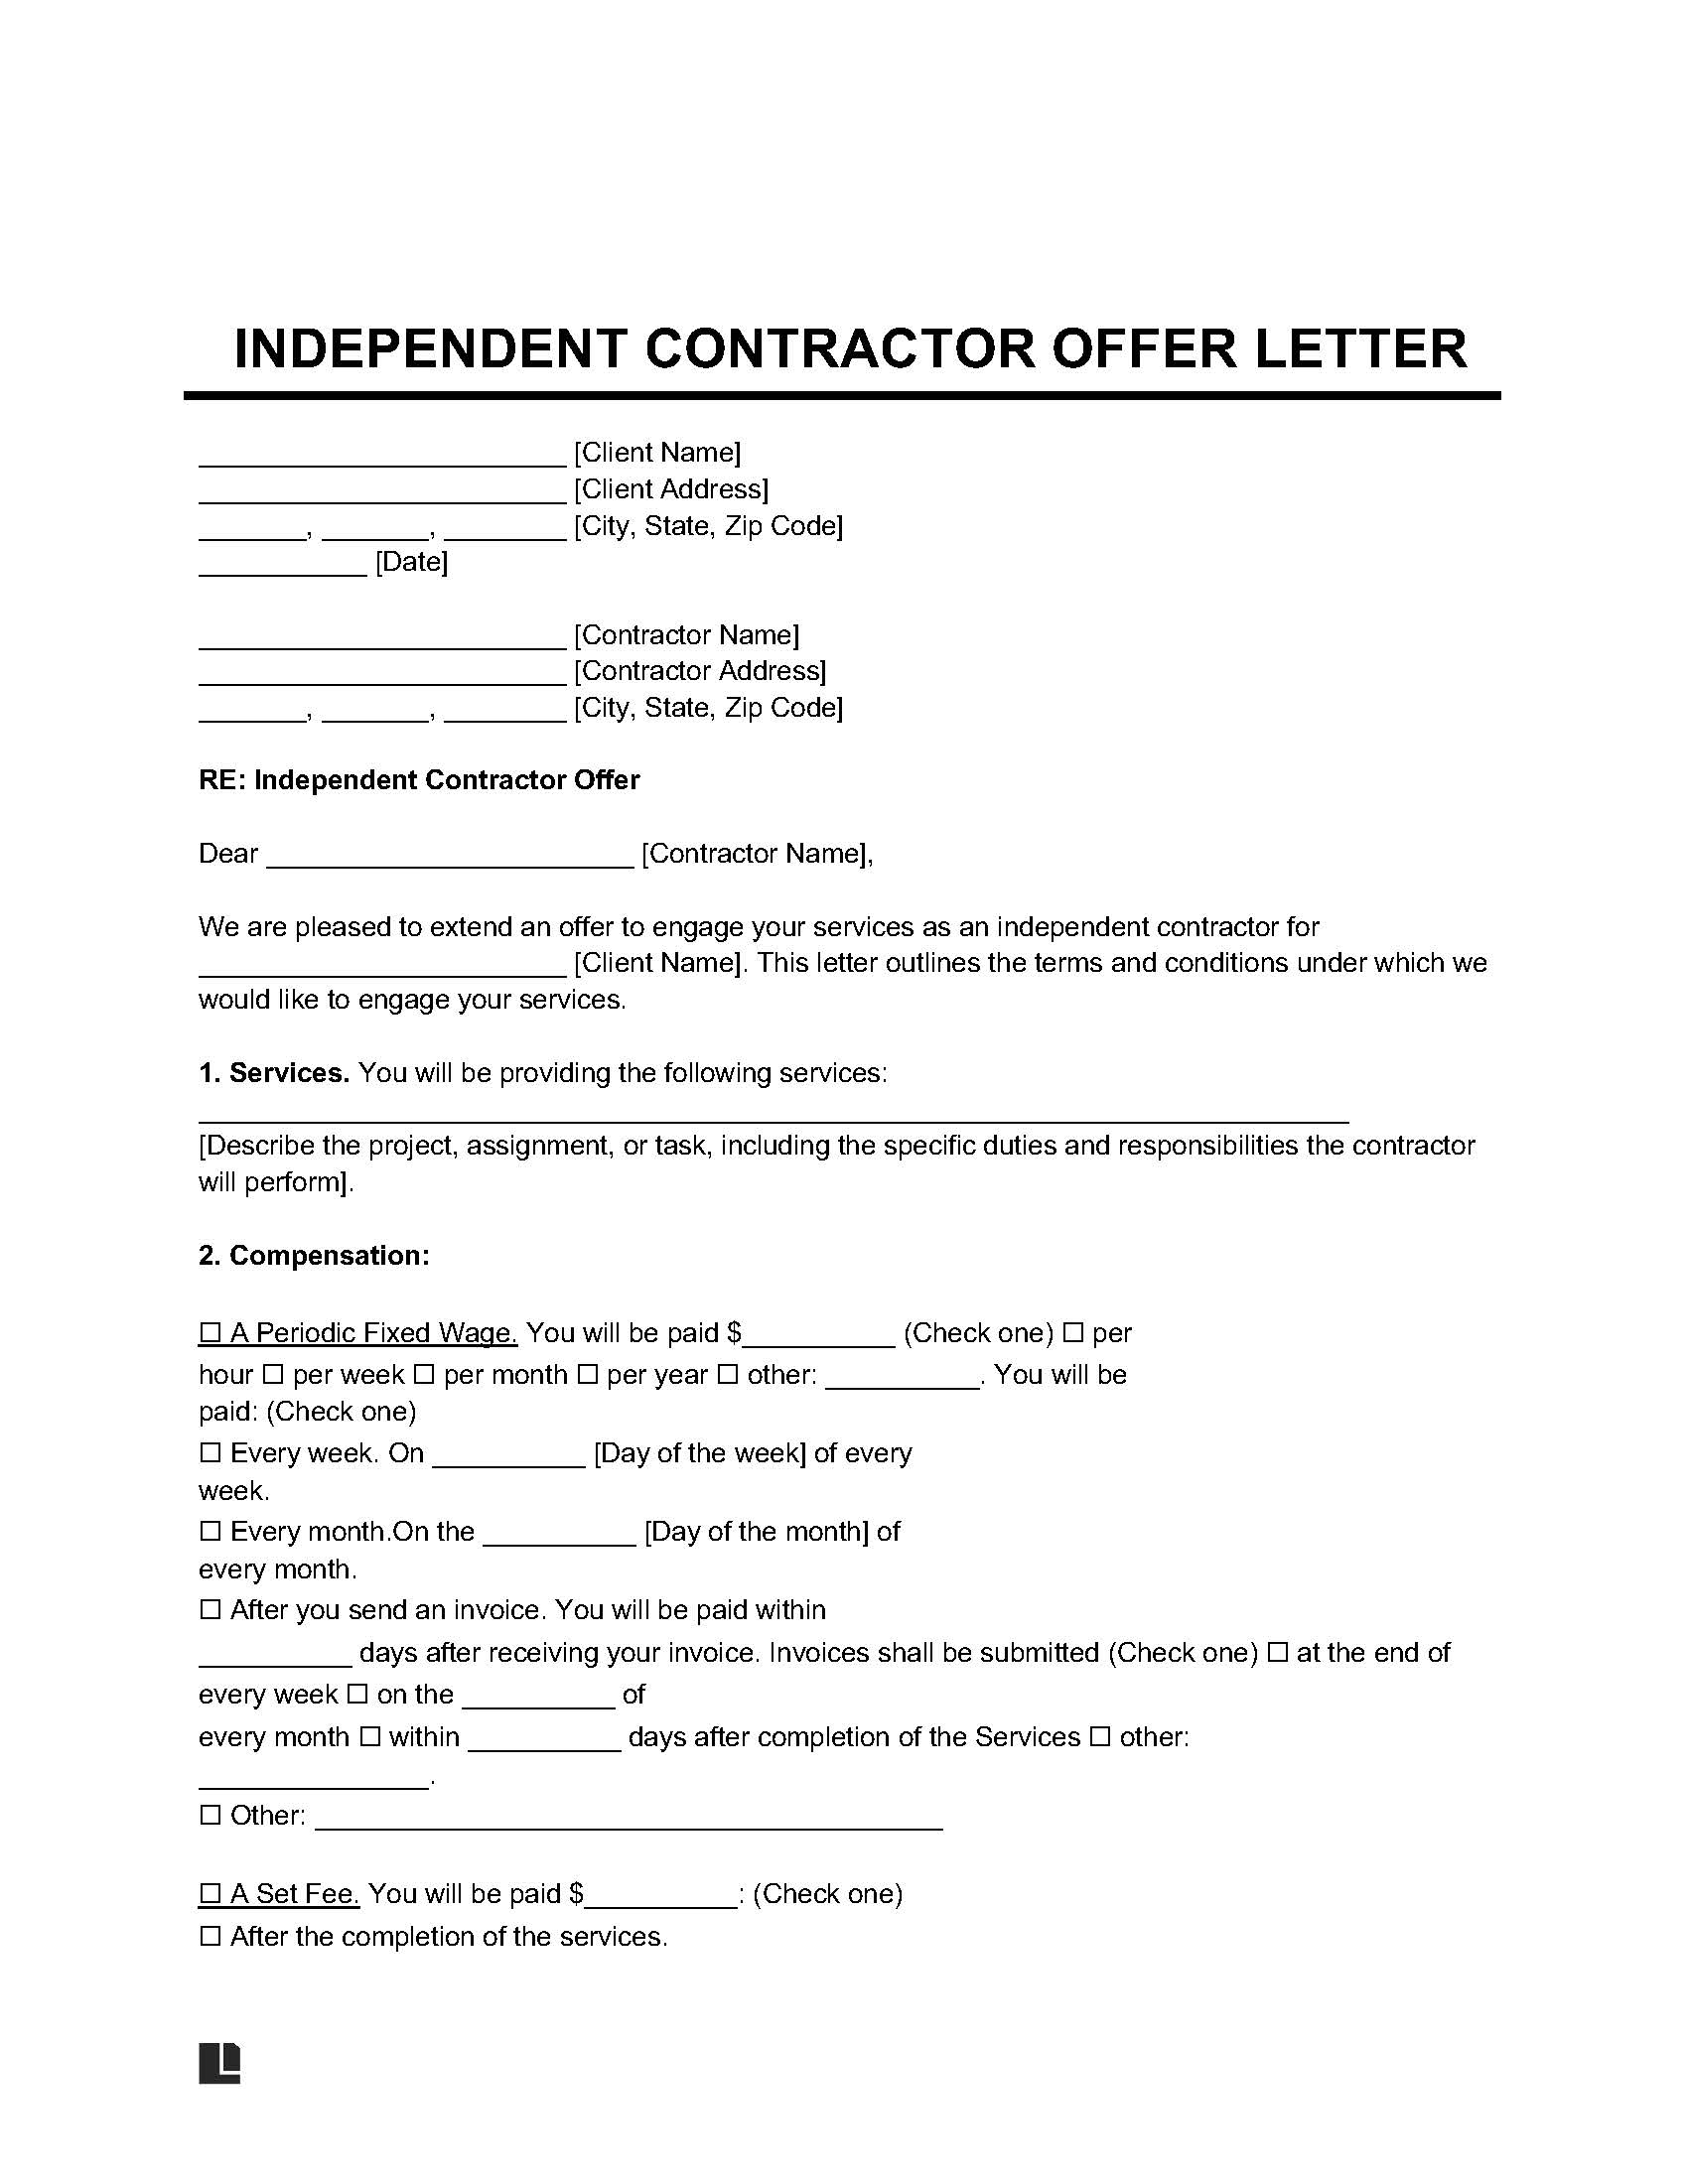 INDEPENDENT CONTRACTOR OFFER LETTER
________________________ [Client Name]
________________________ [Client Address]
_______, _______, ________ [City, State, Zip Code]
___________ [Date]
________________________ [Contractor Name]
________________________ [Contractor Address]
_______, _______, ________ [City, State, Zip Code]
RE: Independent Contractor Offer
Dear ________________________ [Contractor Name],
We are pleased to extend an offer to engage your services as an independent contractor for
________________________ [Client Name]. This letter outlines the terms and conditions under which we
would like to engage your services.
1. Services. You will be providing the following services:
___________________________________________________________________________
[Describe the project, assignment, or task, including the specific duties and responsibilities the contractor
will perform].
2. Compensation:
☐ A Periodic Fixed Wage. You will be paid $__________ (Check one) ☐ per
hour ☐ per week ☐ per month ☐ per year ☐ other: __________. You will be
paid: (Check one)
☐ Every week. On __________ [Day of the week] of every
week.
☐ Every month.On the __________ [Day of the month] of
every month.
☐ After you send an invoice. You will be paid within
__________ days after receiving your invoice. Invoices shall be submitted (Check one) ☐ at the end of
every week ☐ on the __________ of
every month ☐ within __________ days after completion of the Services ☐ other:
_______________.
☐ Other: _________________________________________
☐ A Set Fee. You will be paid $__________: (Check one)
☐ After the completion of the services.